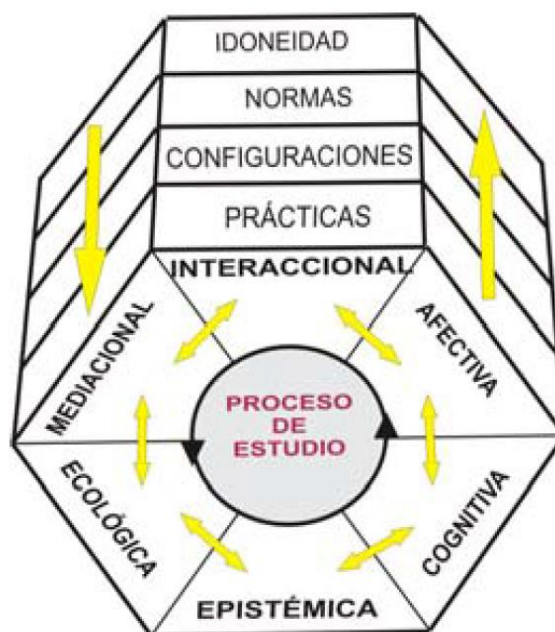 IDONEIDAD
NORMAS
CONFIGURACIONES
PRÁCTICAS
INTERACCIONAL
MEDIACIONAL
AFECTIVA
PROCESO
DE
ESTUDIO
ECOLÓGICA
COGNITIVA
EPISTÉMICA